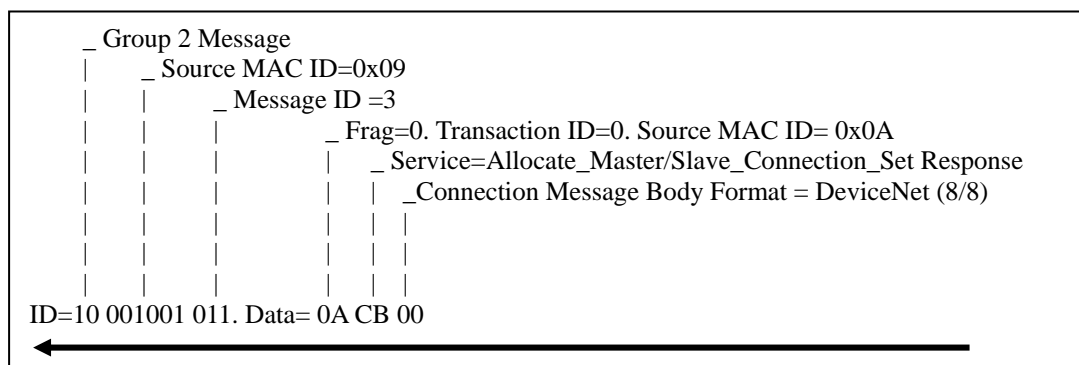 _ Group 2 Message
| _ Source MAC ID=0x09
| | _ Message ID =3
| | | _ Frag=0. Transaction ID=0. Source MAC ID= 0x0A
| | | | _ Service=Allocate_Master/Slave_Connection_Set Response
| | | | | _Connection Message Body Format = DeviceNet (8/8)
| | | | | |
| | | | | |
| | | | | |
| | | | | |
ID=10 001001 011. Data= 0A CB 00